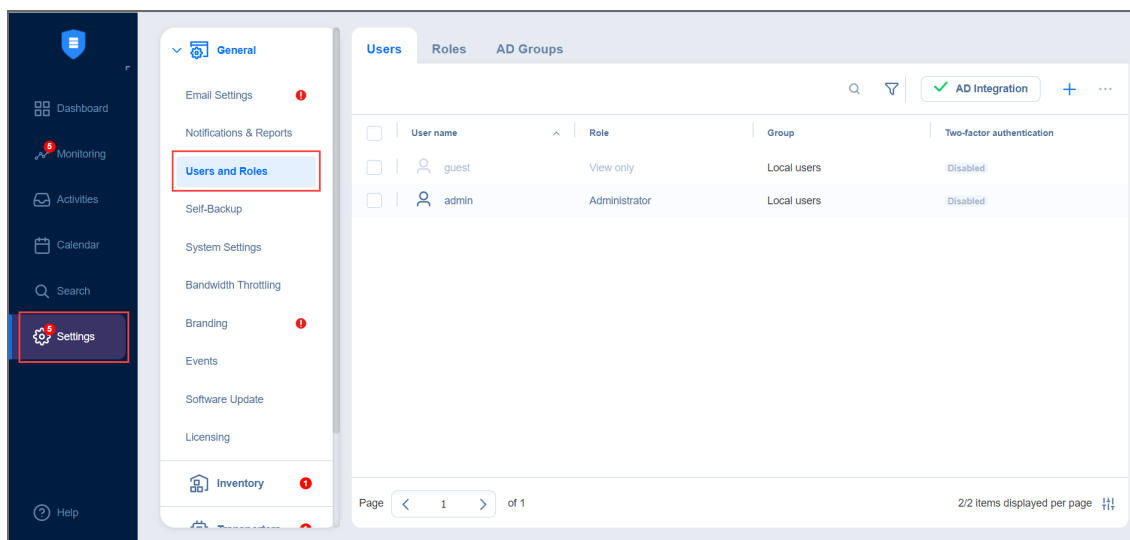 Dashboard
5
Monitoring
Activities
Calendar
Search
5
Settings
Help
General
Email Settings !
Notifications & Reports
Users and Roles
Self-Backup
System Settings
Bandwidth Throttling
Branding !
Events
Software Update
Licensing
Inventory 1
Users Roles AD Groups
AD Integration + ...
User name Role Group Two-factor authentication
guest View only Local users Disabled
admin Administrator Local users Disabled
Page < 1 > of 1 2/2 items displayed per page